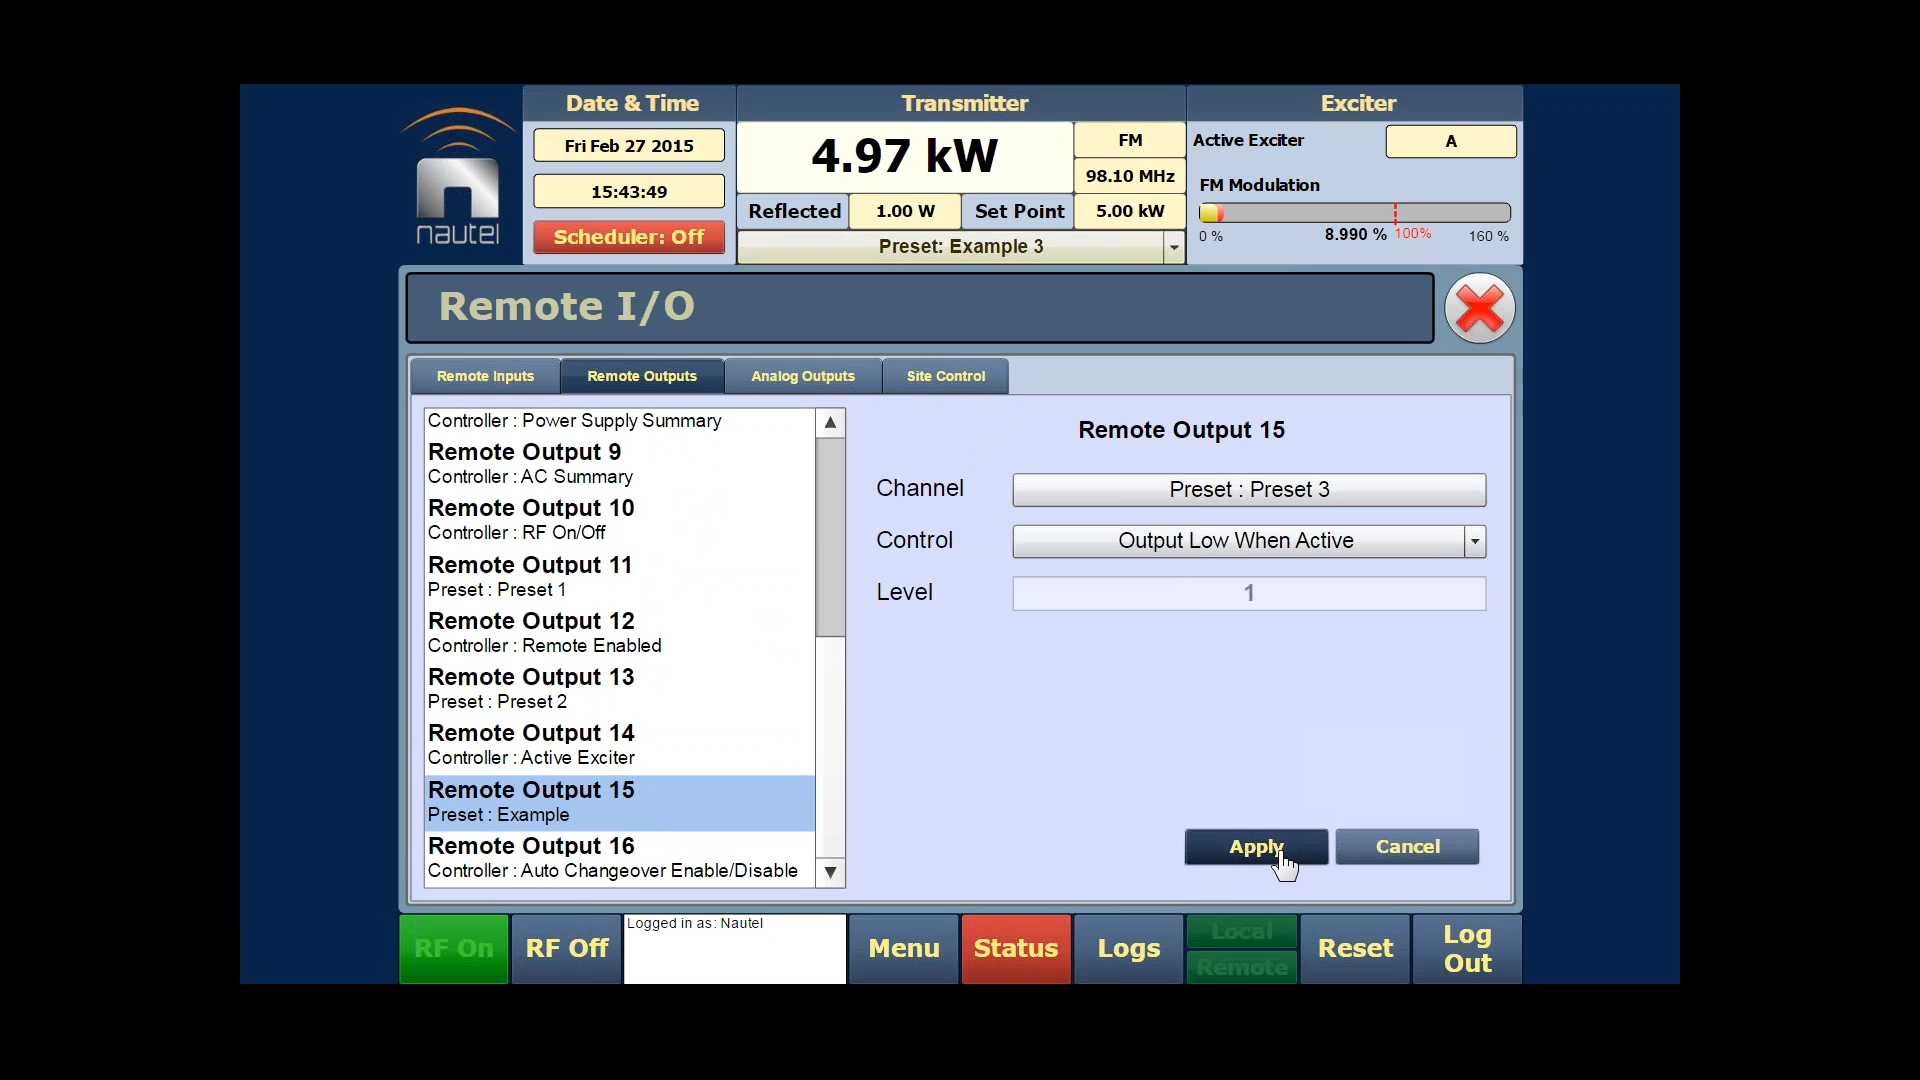 nautel
Date & Time
Fri Feb 27 2015
15:43:49
Scheduler: Off
Transmitter
4.97 kW
FM
98.10 MHz
Reflected
1.00 W
Set Point
5.00 kW
Preset: Example 3
Exciter
Active Exciter
A
FM Modulation
0 %
8.990 %
100%
160 %
Remote I/O
Remote Inputs
Remote Outputs
Analog Outputs
Site Control
Controller : Power Supply Summary
Remote Output 9
Controller : AC Summary
Remote Output 10
Controller : RF On/Off
Remote Output 11
Preset : Preset 1
Remote Output 12
Controller : Remote Enabled
Remote Output 13
Preset : Preset 2
Remote Output 14
Controller : Active Exciter
Remote Output 15
Preset : Example
Remote Output 16
Controller : Auto Changeover Enable/Disable
Remote Output 15
Channel
Preset : Preset 3
Control
Output Low When Active
Level
1
Apply
Cancel
RF On
RF Off
Logged in as: Nautel
Menu
Status
Logs
Local
Remote
Reset
Log
Out